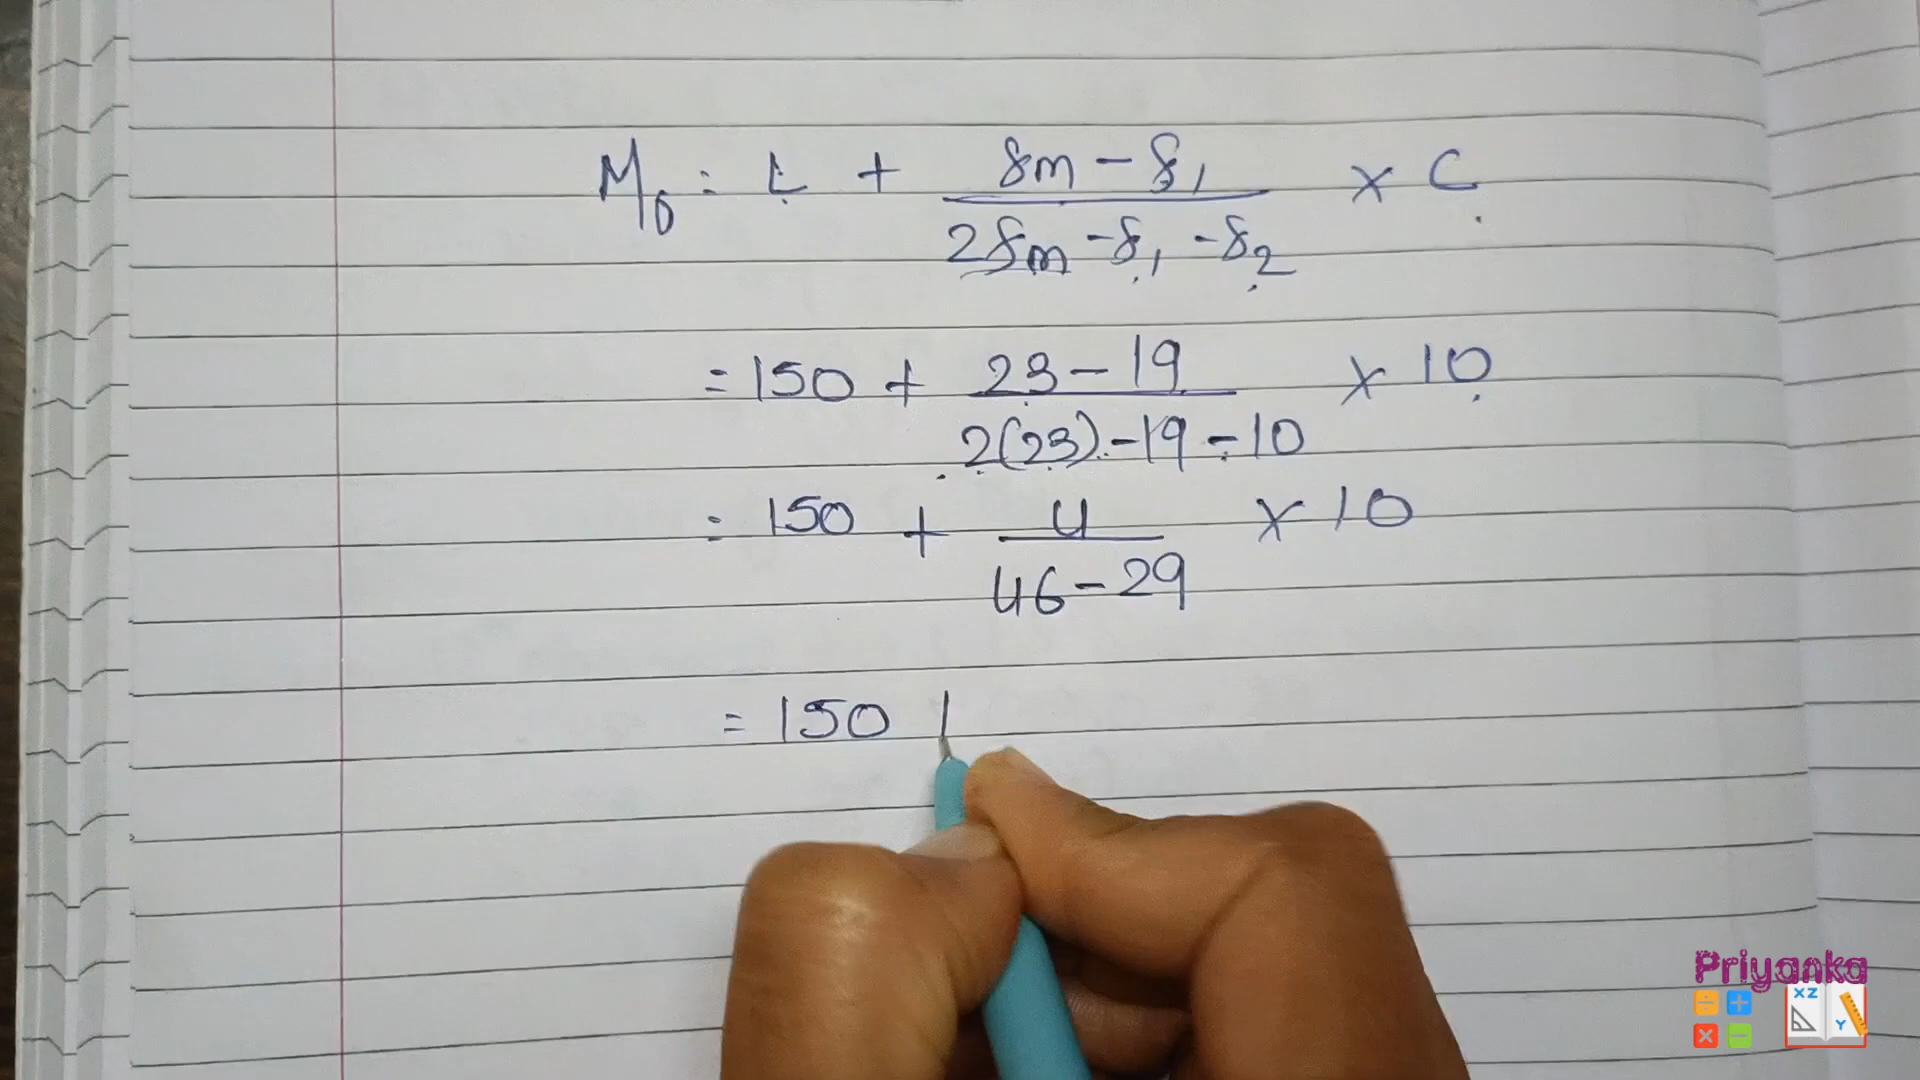 M0 = L + fm - f1 / 2fm - f1 - f2 × C
= 150 + 23 - 19 / 2(23) - 19 - 10 × 10
= 150 + 4 / 46 - 29 × 10
= 150
Priyanka
XZ
Y